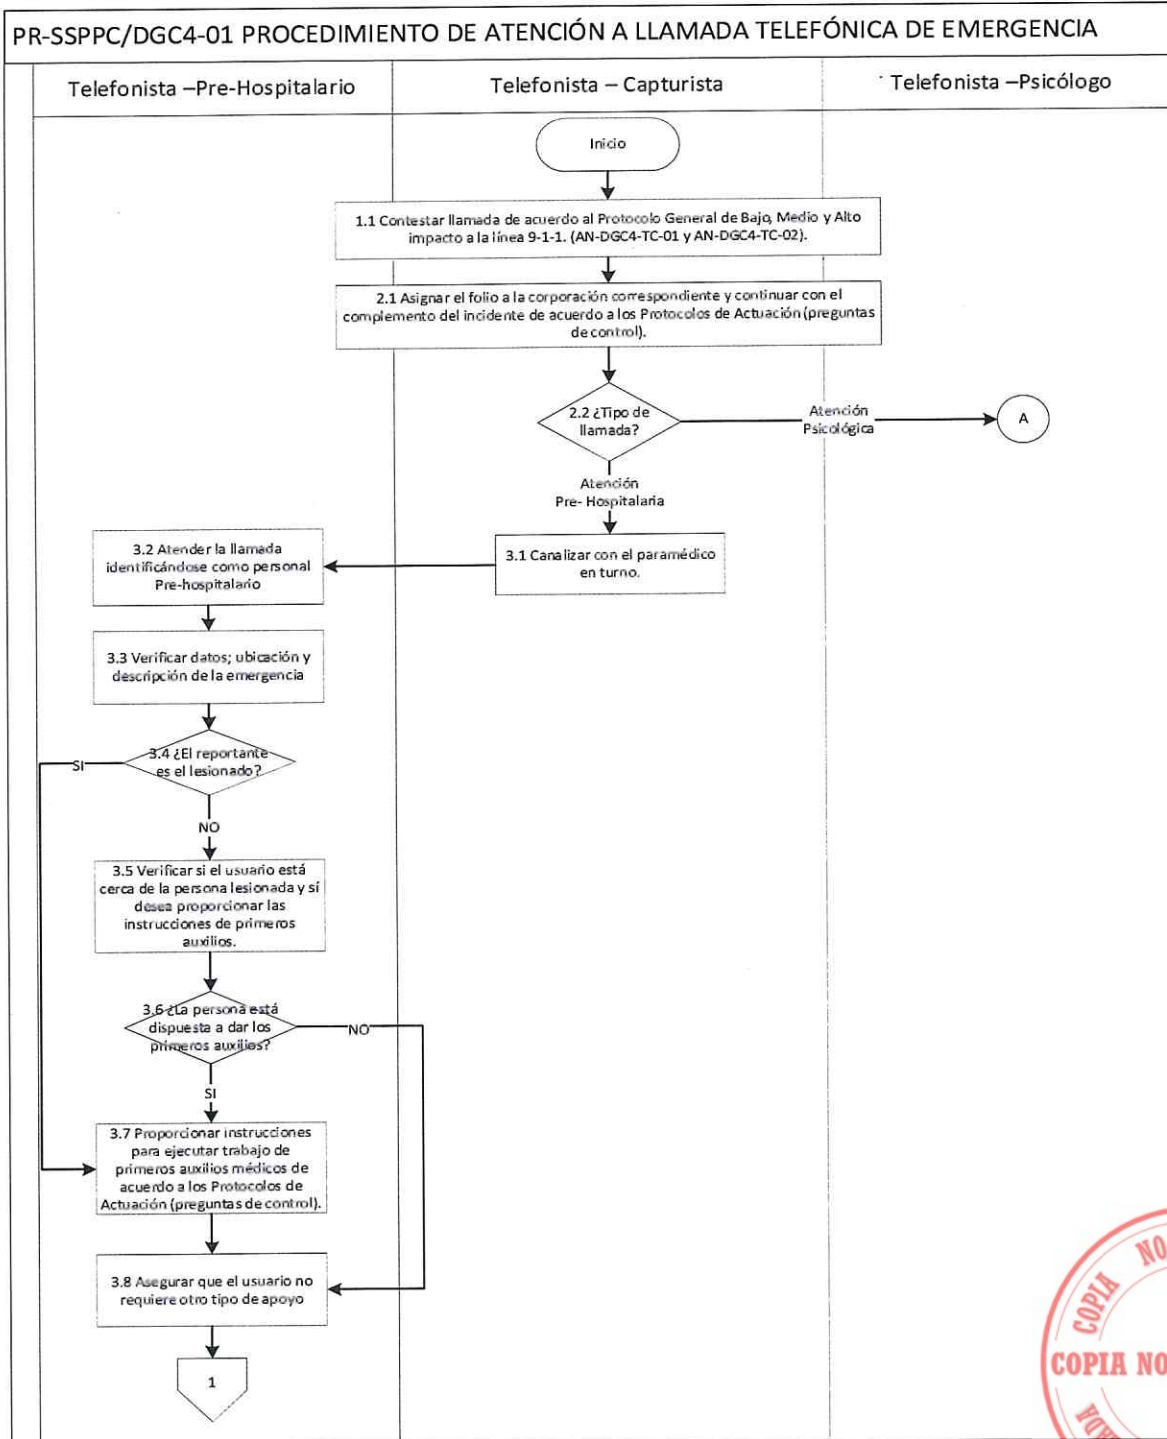 PR-SSPPC/DGC4-01 PROCEDIMIENTO DE ATENCIÓN A LLAMADA TELEFÓNICA DE EMERGENCIA
Telefonista –Pre-Hospitalario
Telefonista – Capturista
Telefonista –Psicólogo
Inicio
1.1 Contestar llamada de acuerdo al Protocolo General de Bajo, Medio y Alto
impacto a la línea 9-1-1. (AN-DGC4-TC-01 y AN-DGC4-TC-02).
2.1 Asignar el folio a la corporación correspondiente y continuar con el
complemento del incidente de acuerdo a los Protocolos de Actuación (preguntas
de control).
2.2 ¿Tipo de
llamada?
Atención
Psicológica
A
Atención
Pre- Hospitalaria
3.1 Canalizar con el paramédico
en turno.
3.2 Atender la llamada
identificándose como personal
Pre-hospitalario
3.3 Verificar datos; ubicación y
descripción de la emergencia
3.4 ¿El reportante
es el lesionado?
SI
NO
3.5 Verificar si el usuario está
cerca de la persona lesionada y sí
desea proporcionar las
instrucciones de primeros
auxilios.
3.6 ¿La persona está
dispuesta a dar los
primeros auxilios?
NO
SI
3.7 Proporcionar instrucciones
para ejecutar trabajo de
primeros auxilios médicos de
acuerdo a los Protocolos de
Actuación (preguntas de control).
3.8 Asegurar que el usuario no
requiere otro tipo de apoyo
1
COPIA NO
COPIA NO